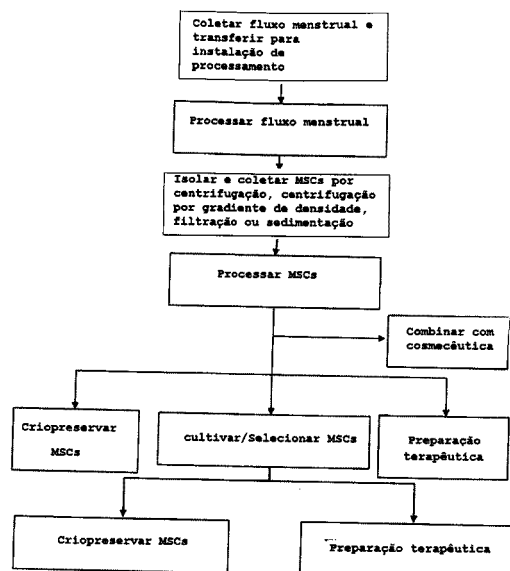 Coletar fluxo menstrual e
transferir para
instalação de
processamento
Processar fluxo menstrual
Isolar e coletar MSCs por
centrifugação, centrifugação
por gradiente de densidade,
filtração ou sedimentação
Processar MSCs
Combinar com
cosmecêutica
Criopreservar
MSCs
cultivar/Selecionar MSCs
Preparação
terapêutica
Criopreservar MSCs
Preparação terapêutica